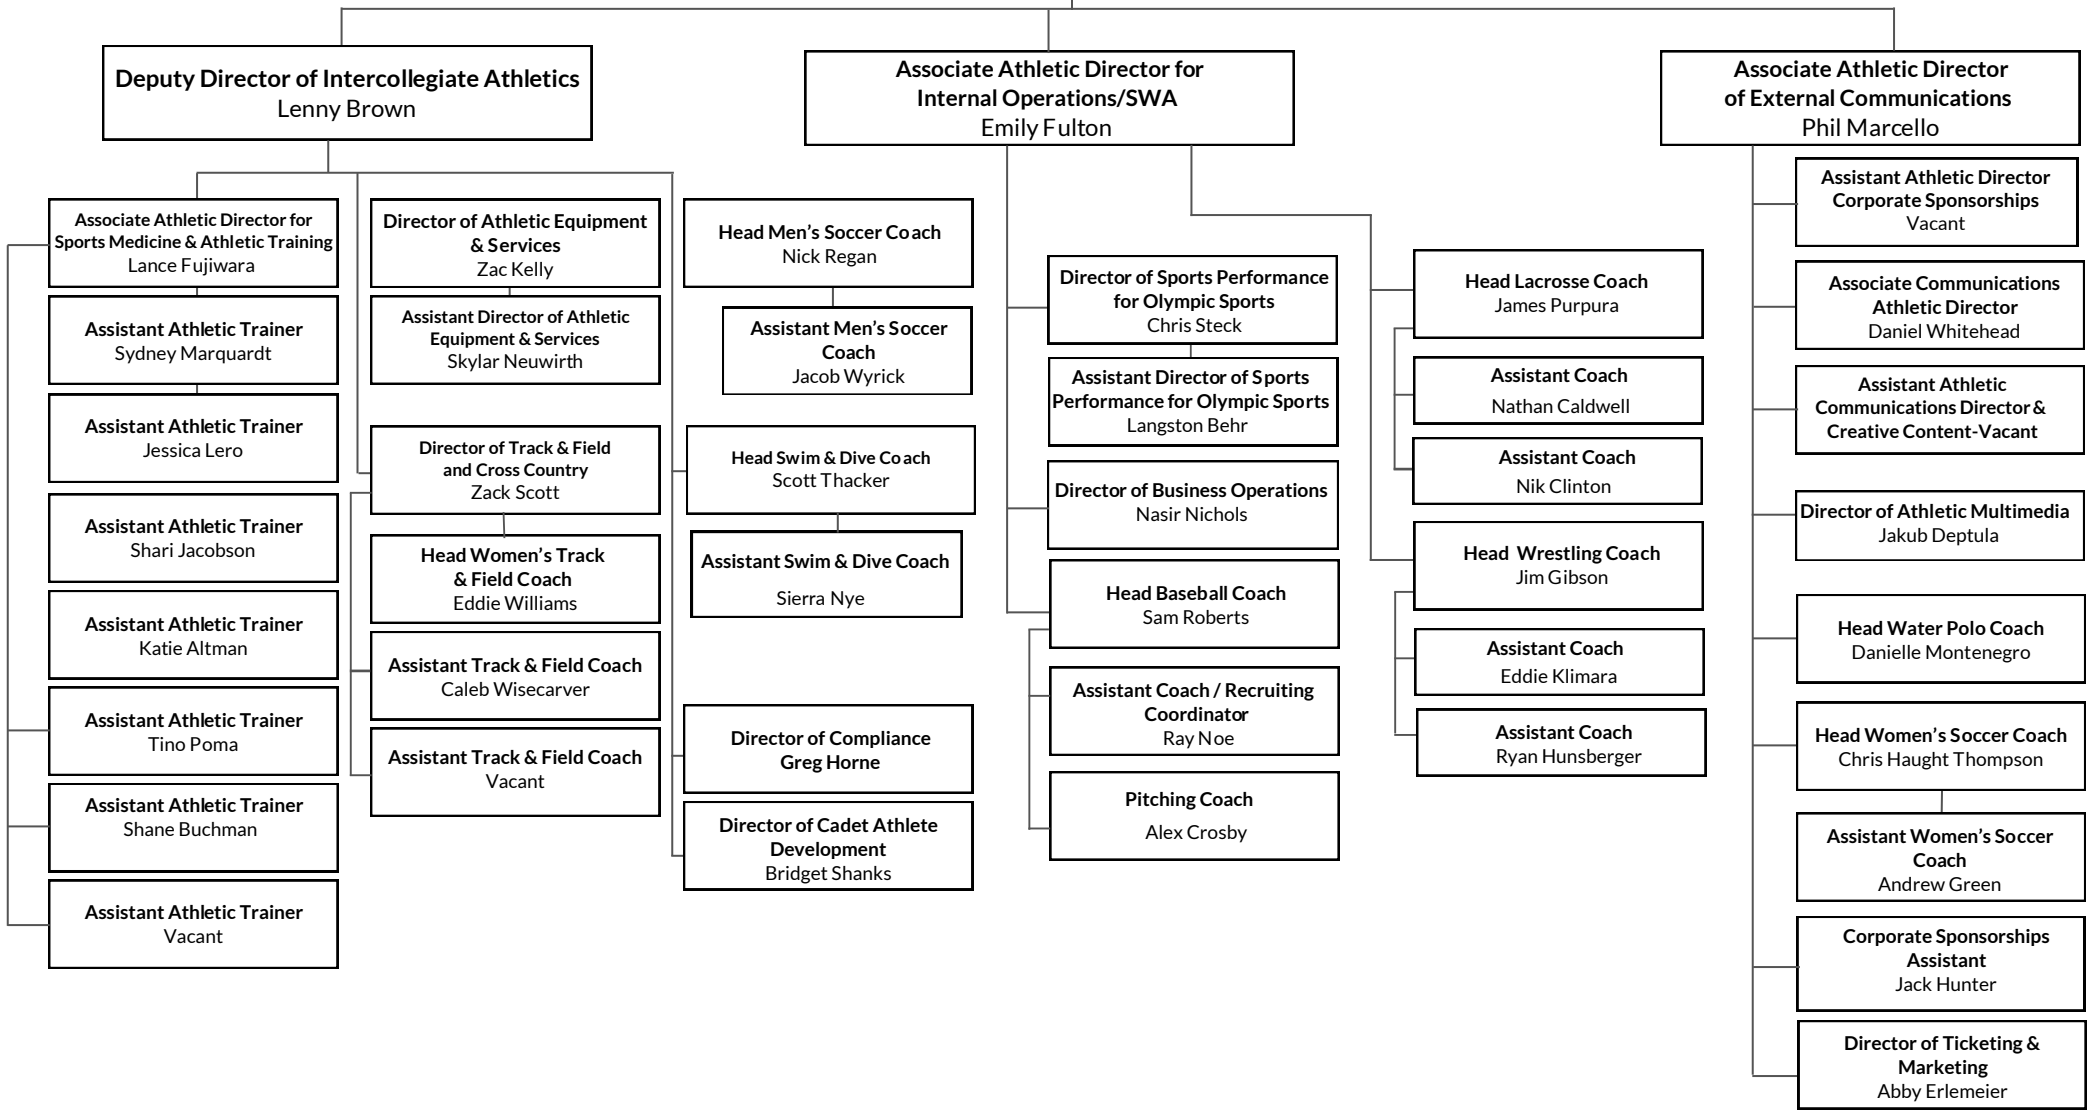 Deputy Director of Intercollegiate Athletics
Lenny Brown
Associate Athletic Director for
Internal Operations/SWA
Emily Fulton
Associate Athletic Director
of External Communications
Phil Marcello
Associate Athletic Director for
Sports Medicine & Athletic Training
Lance Fujiwara
Assistant Athletic Trainer
Sydney Marquardt
Assistant Athletic Trainer
Jessica Lero
Assistant Athletic Trainer
Shari Jacobson
Assistant Athletic Trainer
Katie Altman
Assistant Athletic Trainer
Tino Poma
Assistant Athletic Trainer
Shane Buchman
Assistant Athletic Trainer
Vacant
Director of Athletic Equipment
& Services
Zac Kelly
Assistant Director of Athletic
Equipment & Services
Skylar Neuwirth
Director of Track & Field
and Cross Country
Zack Scott
Head Women's Track
& Field Coach
Eddie Williams
Assistant Track & Field Coach
Caleb Wisecarver
Assistant Track & Field Coach
Vacant
Head Men's Soccer Coach
Nick Regan
Assistant Men's Soccer
Coach
Jacob Wyrick
Head Swim & Dive Coach
Scott Thacker
Assistant Swim & Dive Coach
Sierra Nye
Director of Compliance
Greg Horne
Director of Cadet Athlete
Development
Bridget Shanks
Director of Sports Performance
for Olympic Sports
Chris Steck
Assistant Director of Sports
Performance for Olympic Sports
Langston Behr
Director of Business Operations
Nasir Nichols
Head Baseball Coach
Sam Roberts
Assistant Coach / Recruiting
Coordinator
Ray Noe
Pitching Coach
Alex Crosby
Head Lacrosse Coach
James Purpura
Assistant Coach
Nathan Caldwell
Assistant Coach
Nik Clinton
Head Wrestling Coach
Jim Gibson
Assistant Coach
Eddie Klimara
Assistant Coach
Ryan Hunsberger
Assistant Athletic Director
Corporate Sponsorships
Vacant
Associate Communications
Athletic Director
Daniel Whitehead
Assistant Athletic
Communications Director &
Creative Content-Vacant
Director of Athletic Multimedia
Jakub Deptula
Head Water Polo Coach
Danielle Montenegro
Head Women's Soccer Coach
Chris Haught Thompson
Assistant Women's Soccer
Coach
Andrew Green
Corporate Sponsorships
Assistant
Jack Hunter
Director of Ticketing &
Marketing
Abby Erlemeier